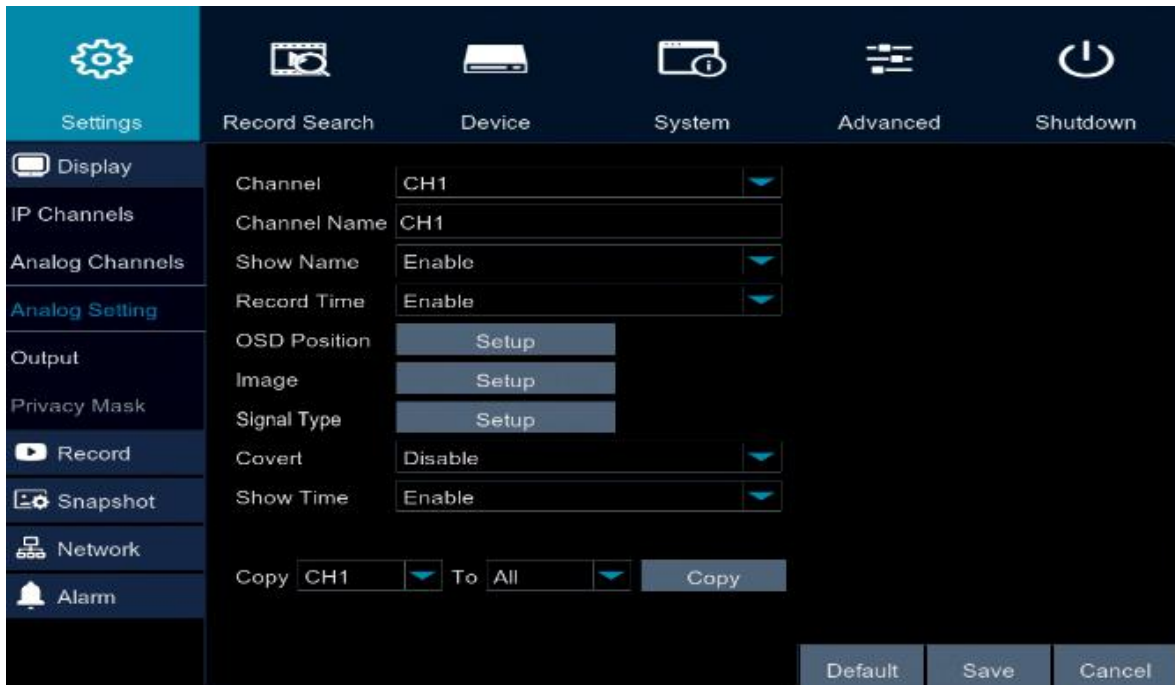 Settings Record Search Device System Advanced Shutdown
Display
IP Channels
Analog Channels
Analog Setting
Output
Privacy Mask
Record
Snapshot
Network
Alarm
Channel CH1
Channel Name CH1
Show Name Enable
Record Time Enable
OSD Position Setup
Image Setup
Signal Type Setup
Covert Disable
Show Time Enable
Copy CH1 To All Copy
Default Save Cancel